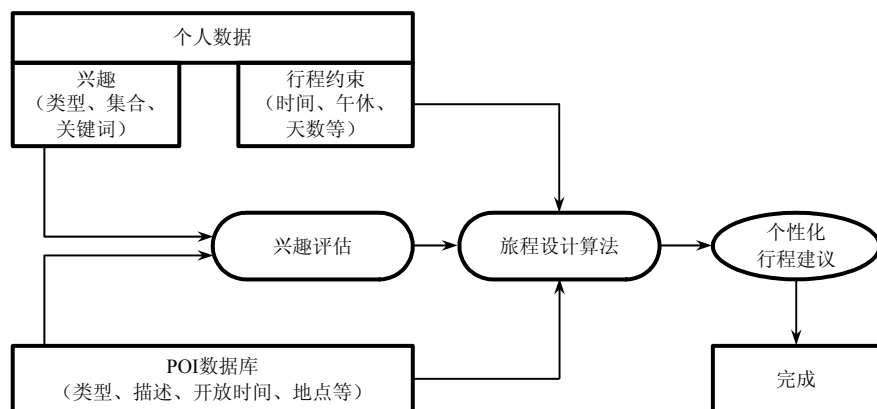 个人数据
兴趣
（类型、集合、
关键词）
行程约束
（时间、午休、
天数等）
兴趣评估
旅程设计算法
个性化
行程建议
POI数据库
（类型、描述、开放时间、地点等）
完成